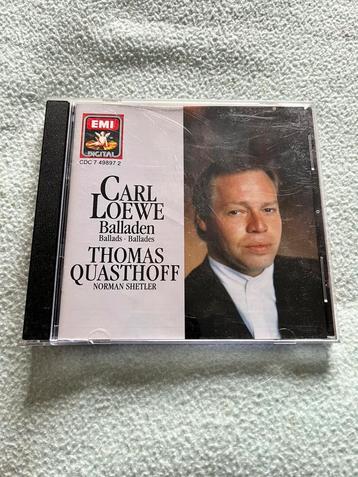 EMI
DIGITAL
CDC 7 49897 2
CARL
LOEWE
Balladen
Ballads · Ballades
THOMAS
QUASTHOFF
NORMAN SHETLER